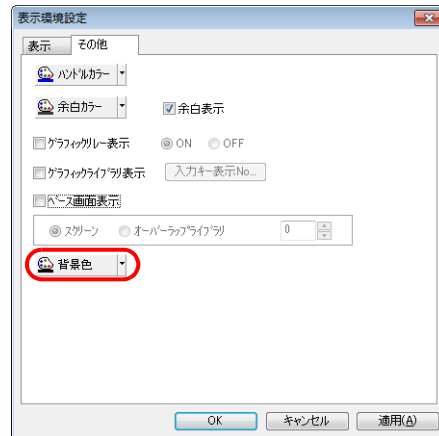 表示環境設定
表示 その他
ﾊﾝﾄﾞﾙｶﾗｰ
余白ｶﾗｰ 余白表示
ｸﾞﾗﾌｨｯｸﾘﾚｰ表示 ON OFF
ｸﾞﾗﾌｨｯｸﾗｲﾌﾞﾗﾘ表示 入力ｷｰ表示No...
ﾍﾞｰｽ画面表示
ｽｸﾘｰﾝ ｵｰﾊﾞｰﾗｯﾌﾟﾗｲﾌﾞﾗﾘ 0
背景色
OK ｷｬﾝｾﾙ 適用(A)